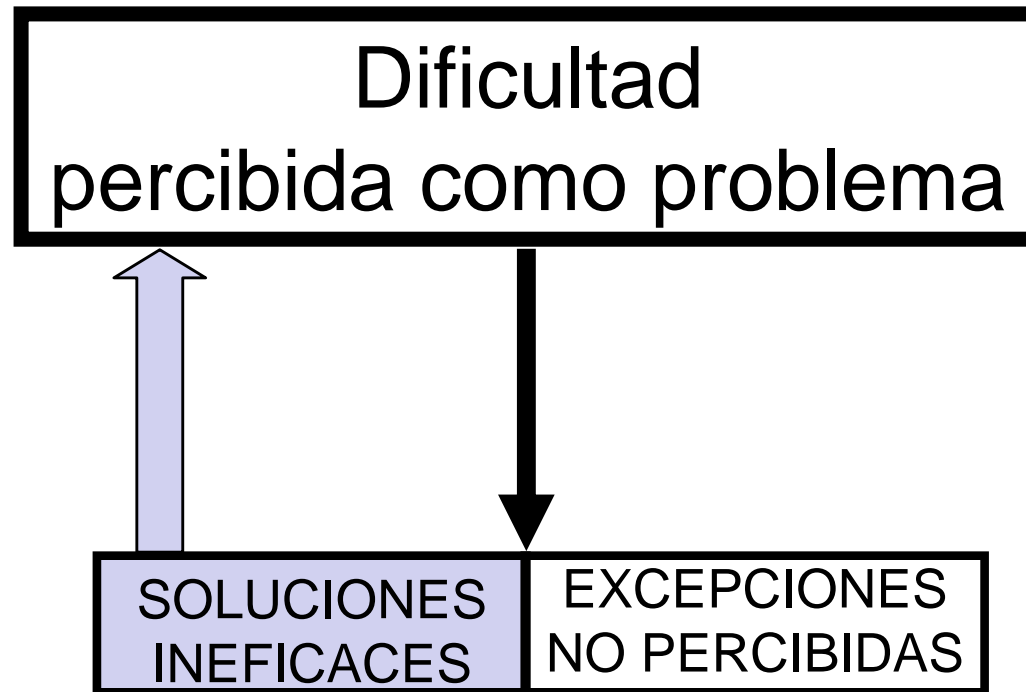 Dificultad
percibida como problema
SOLUCIONES
INEFICACES
EXCEPCIONES
NO PERCIBIDAS